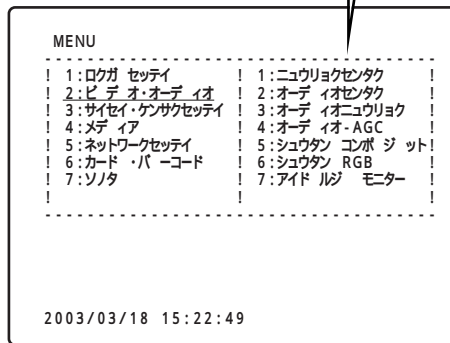 MENU
- - - - - - - - - - - - - - - - - - - - - - - - - - - - - - - - - - -
! 1:ロクガ セッテイ ! 1:ニュウリョクセンタク !
! 2:ビ デ オ・オーデ ィオ ! 2:オーデ ィオセンタク !
! 3:サイセイ・ケンサクセッテイ ! 3:オーデ ィオニュウリョク !
! 4:メデ ィア ! 4:オーデ ィオ-AGC !
! 5:ネットワークセッテイ ! 5:シュウタン コンポ ジ ット!
! 6:カード ・バ ーコード ! 6:シュウタン RGB !
! 7:ソノタ ! 7:アイド ルジ モニター !
! ! !
- - - - - - - - - - - - - - - - - - - - - - - - - - - - - - - - - - -
2003/03/18 15:22:49